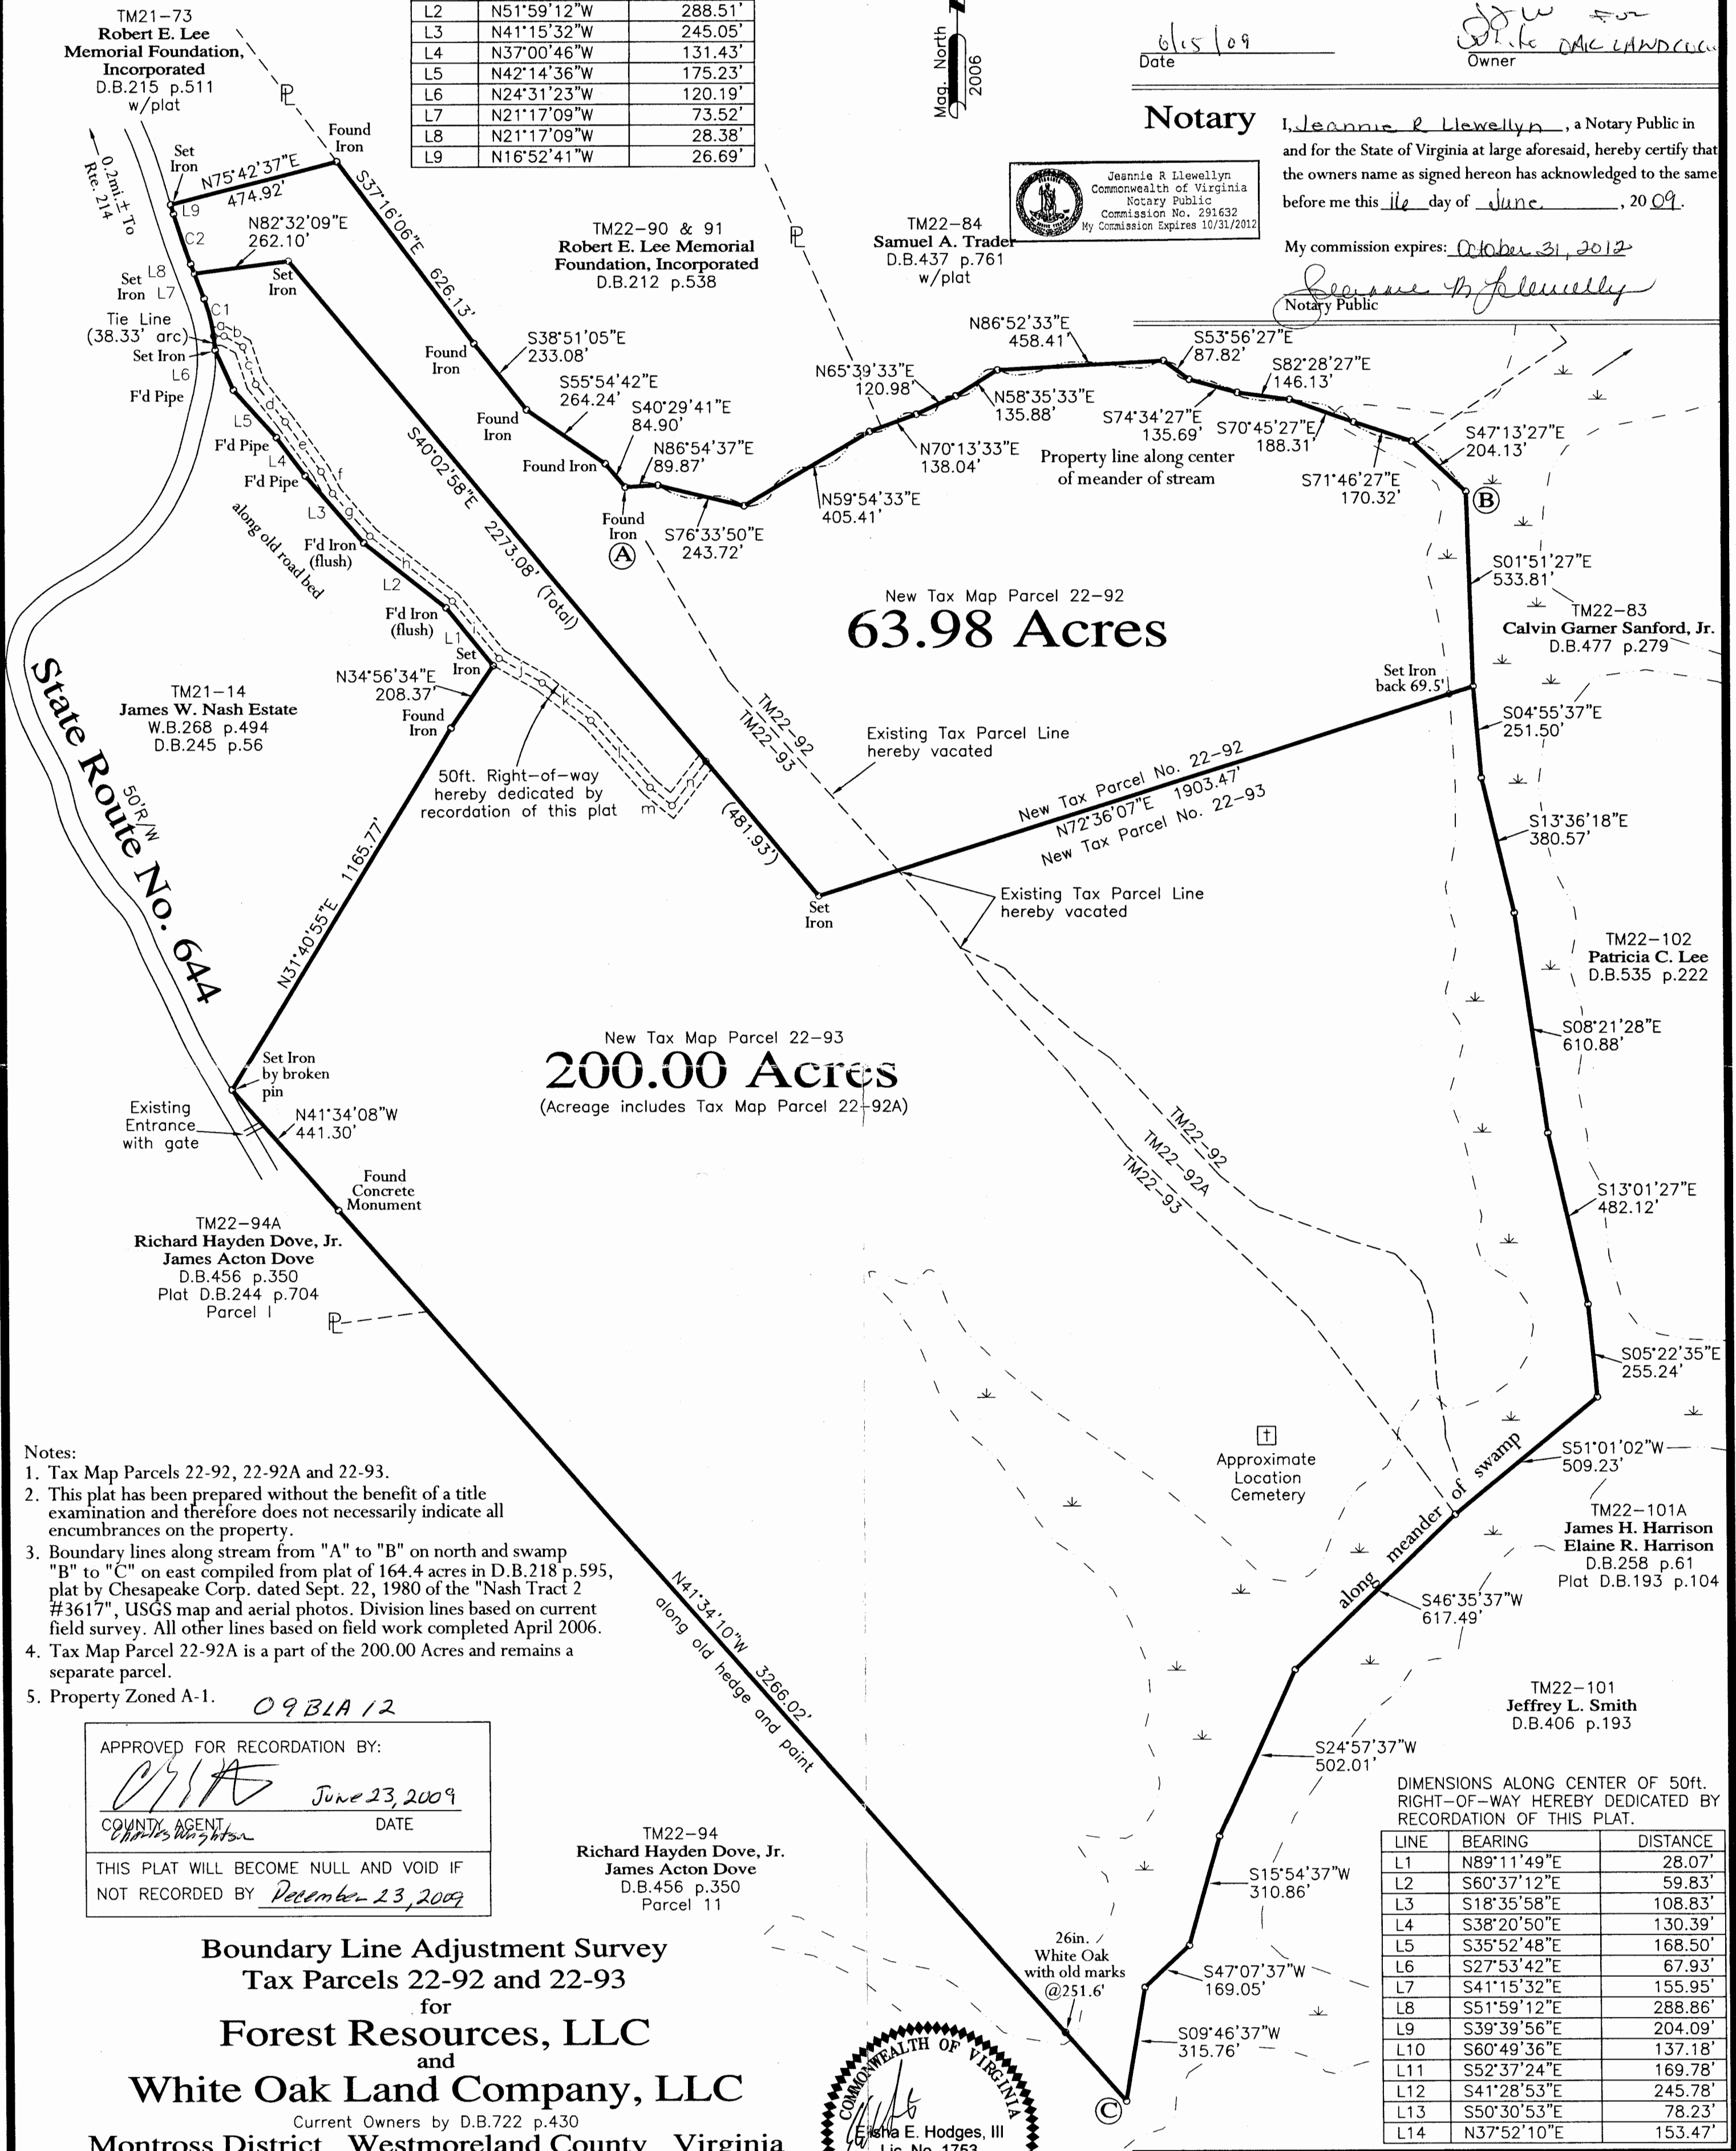 TM21-73
Robert E. Lee
Memorial Foundation,
Incorporated
D.B.215 p.511
w/plat
L2 N51°59'12"W 288.51'
L3 N41°15'32"W 245.05'
L4 N37°00'46"W 131.43'
L5 N42°14'36"W 175.23'
L6 N24°31'23"W 120.19'
L7 N21°17'09"W 73.52'
L8 N21°17'09"W 28.38'
L9 N16°52'41"W 26.69'
Mag. North
2006
6/15/09
Date
White OAK LAND
Owner
Notary
I, Jeannie R Llewellyn, a Notary Public in
and for the State of Virginia at large aforesaid, hereby certify that
the owners name as signed hereon has acknowledged to the same
before me this 16 day of June, 2009.
My commission expires: October 31, 2012
Notary Public
Jeannie R Llewellyn
Commonwealth of Virginia
Notary Public
Commission No. 291632
My Commission Expires 10/31/2012
0.2mi.± To
Rte. 214
Set
Iron
N75°42'37"E
474.92'
Found
Iron
PL
L9
C2
N82°32'09"E
262.10'
L8
Set
Iron
L7
Set
Iron
C1
Tie Line
(38.33' arc)
Set Iron
L6
F'd Pipe
L5
F'd Pipe
L4
F'd Pipe
L3
F'd Iron
(flush)
L2
F'd Iron
(flush)
L1
Set
Iron
along old road bed
a
b
c
d
e
f
g
h
i
j
k
l
m
n
S37°16'06"E 626.13'
Found
Iron
S38°51'05"E
233.08'
Found
Iron
S55°54'42"E
264.24'
Found Iron
S40°29'41"E
84.90'
N86°54'37"E
89.87'
Found
Iron
A
S76°33'50"E
243.72'
N59°54'33"E
405.41'
N70°13'33"E
138.04'
N65°39'33"E
120.98'
N58°35'33"E
135.88'
N86°52'33"E
458.41'
S53°56'27"E
87.82'
S74°34'27"E
135.69'
S82°28'27"E
146.13'
S70°45'27"E
188.31'
S71°46'27"E
170.32'
S47°13'27"E
204.13'
B
Property line along center
of meander of stream
TM22-90 & 91
Robert E. Lee Memorial
Foundation, Incorporated
D.B.212 p.538
PL
TM22-84
Samuel A. Trader
D.B.437 p.761
w/plat
S40°02'58"E 2273.08' (Total)
(481.93')
Set
Iron
New Tax Map Parcel 22-92
63.98 Acres
S01°51'27"E
533.81'
TM22-83
Calvin Garner Sanford, Jr.
D.B.477 p.279
Set Iron
back 69.5'
S04°55'37"E
251.50'
S13°36'18"E
380.57'
TM22-102
Patricia C. Lee
D.B.535 p.222
S08°21'28"E
610.88'
S13°01'27"E
482.12'
S05°22'35"E
255.24'
S51°01'02"W
509.23'
TM22-92
TM22-93
Existing Tax Parcel Line
hereby vacated
New Tax Parcel No. 22-92
N72°36'07"E 1903.47'
New Tax Parcel No. 22-93
Existing Tax Parcel Line
hereby vacated
State Route No. 644
50'R/W
TM21-14
James W. Nash Estate
W.B.268 p.494
D.B.245 p.56
N34°56'34"E
208.37'
Found
Iron
50ft. Right-of-way
hereby dedicated by
recordation of this plat
N31°40'55"E 1165.77'
Set Iron
by broken
pin
Existing
Entrance
with gate
N41°34'08"W
441.30'
Found
Concrete
Monument
New Tax Map Parcel 22-93
200.00 Acres
(Acreage includes Tax Map Parcel 22-92A)
TM22-92
TM22-92A
TM22-93
TM22-94A
Richard Hayden Dove, Jr.
James Acton Dove
D.B.456 p.350
Plat D.B.244 p.704
Parcel I
PL
Approximate
Location
Cemetery
along meander of swamp
TM22-101A
James H. Harrison
Elaine R. Harrison
D.B.258 p.61
Plat D.B.193 p.104
S46°35'37"W
617.49'
TM22-101
Jeffrey L. Smith
D.B.406 p.193
S24°57'37"W
502.01'
S15°54'37"W
310.86'
S47°07'37"W
169.05'
S09°46'37"W
315.76'
C
26in.
White Oak
with old marks
@251.6'
N41°34'10"W 3266.02'
along old hedge and paint
Notes:
1. Tax Map Parcels 22-92, 22-92A and 22-93.
2. This plat has been prepared without the benefit of a title
examination and therefore does not necessarily indicate all
encumbrances on the property.
3. Boundary lines along stream from "A" to "B" on north and swamp
"B" to "C" on east compiled from plat of 164.4 acres in D.B.218 p.595,
plat by Chesapeake Corp. dated Sept. 22, 1980 of the "Nash Tract 2
#3617", USGS map and aerial photos. Division lines based on current
field survey. All other lines based on field work completed April 2006.
4. Tax Map Parcel 22-92A is a part of the 200.00 Acres and remains a
separate parcel.
5. Property Zoned A-1.
09BLA12
APPROVED FOR RECORDATION BY:
June 23, 2009
COUNTY AGENT DATE
Charles Wrightson
THIS PLAT WILL BECOME NULL AND VOID IF
NOT RECORDED BY December 23, 2009
TM22-94
Richard Hayden Dove, Jr.
James Acton Dove
D.B.456 p.350
Parcel 11
Boundary Line Adjustment Survey
Tax Parcels 22-92 and 22-93
for
Forest Resources, LLC
and
White Oak Land Company, LLC
Current Owners by D.B.722 p.430
Montross District Westmoreland County Virginia
COMMONWEALTH OF VIRGINIA
Elisha E. Hodges, III
Lic. No. 1753
DIMENSIONS ALONG CENTER OF 50ft.
RIGHT-OF-WAY HEREBY DEDICATED BY
RECORDATION OF THIS PLAT.
LINE BEARING DISTANCE
L1 N89°11'49"E 28.07'
L2 S60°37'12"E 59.83'
L3 S18°35'58"E 108.83'
L4 S38°20'50"E 130.39'
L5 S35°52'48"E 168.50'
L6 S27°53'42"E 67.93'
L7 S41°15'32"E 155.95'
L8 S51°59'12"E 288.86'
L9 S39°39'56"E 204.09'
L10 S60°49'36"E 137.18'
L11 S52°37'24"E 169.78'
L12 S41°28'53"E 245.78'
L13 S50°30'53"E 78.23'
L14 N37°52'10"E 153.47'